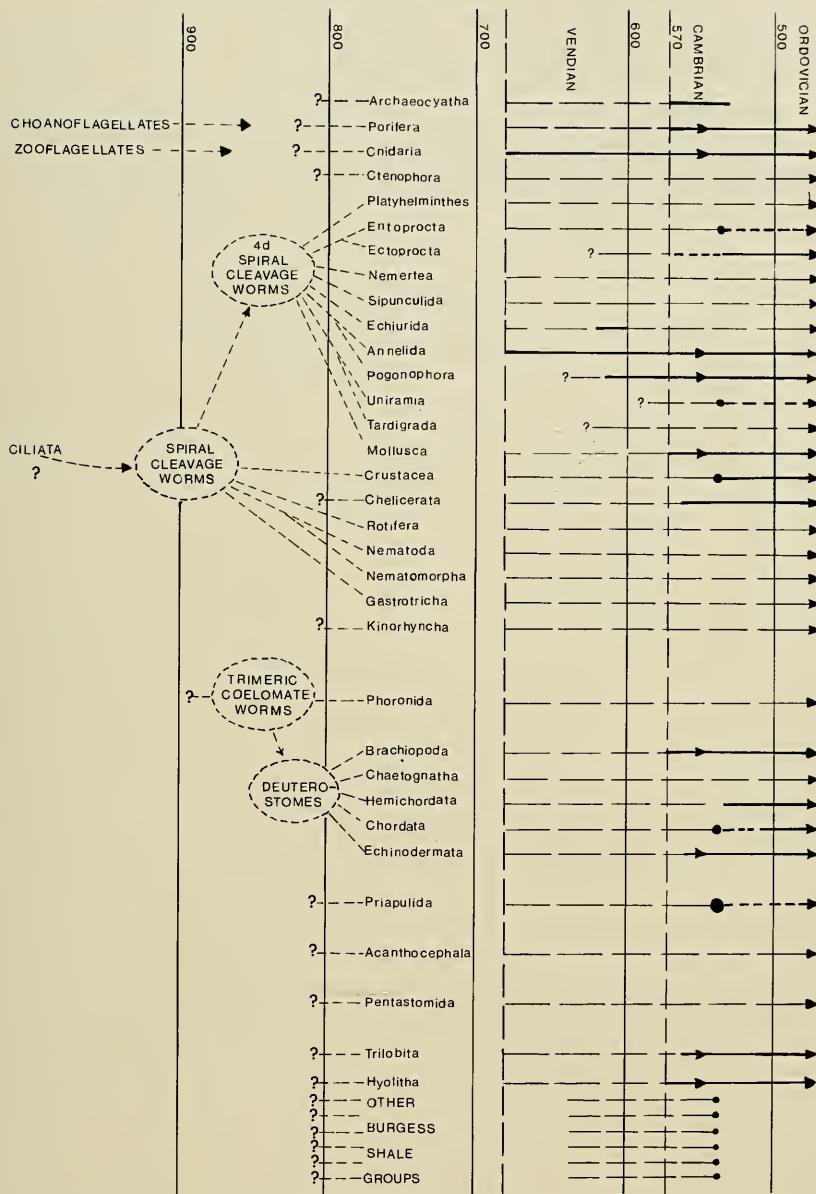 900
800
700
VENDIAN
600
570
CAMBRIAN
500
ORDOVICIAN
? Archaeocyatha
CHOANOFLAGELLATES
? Porifera
ZOOFLAGELLATES
? Cnidaria
? Ctenophora
Platyhelminthes
Entoprocta
4d
SPIRAL
CLEAVAGE
WORMS
Ectoprocta
?
Nemertea
Sipunculida
Echiurida
Annelida
Pogonophora
?
Uniramia
?
Tardigrada
?
Mollusca
CILIATA
?
SPIRAL
CLEAVAGE
WORMS
Crustacea
? Chelicerata
Rotifera
Nematoda
Nematomorpha
Gastrotricha
? Kinorhyncha
?
TRIMERIC
COELOMATE
WORMS
Phoronida
Brachiopoda
Chaetognatha
DEUTERO-
STOMES
Hemichordata
Chordata
Echinodermata
? Priapulida
? Acanthocephala
? Pentastomida
? Trilobita
? Hyolitha
? OTHER
?
? BURGESS
? SHALE
?
? GROUPS